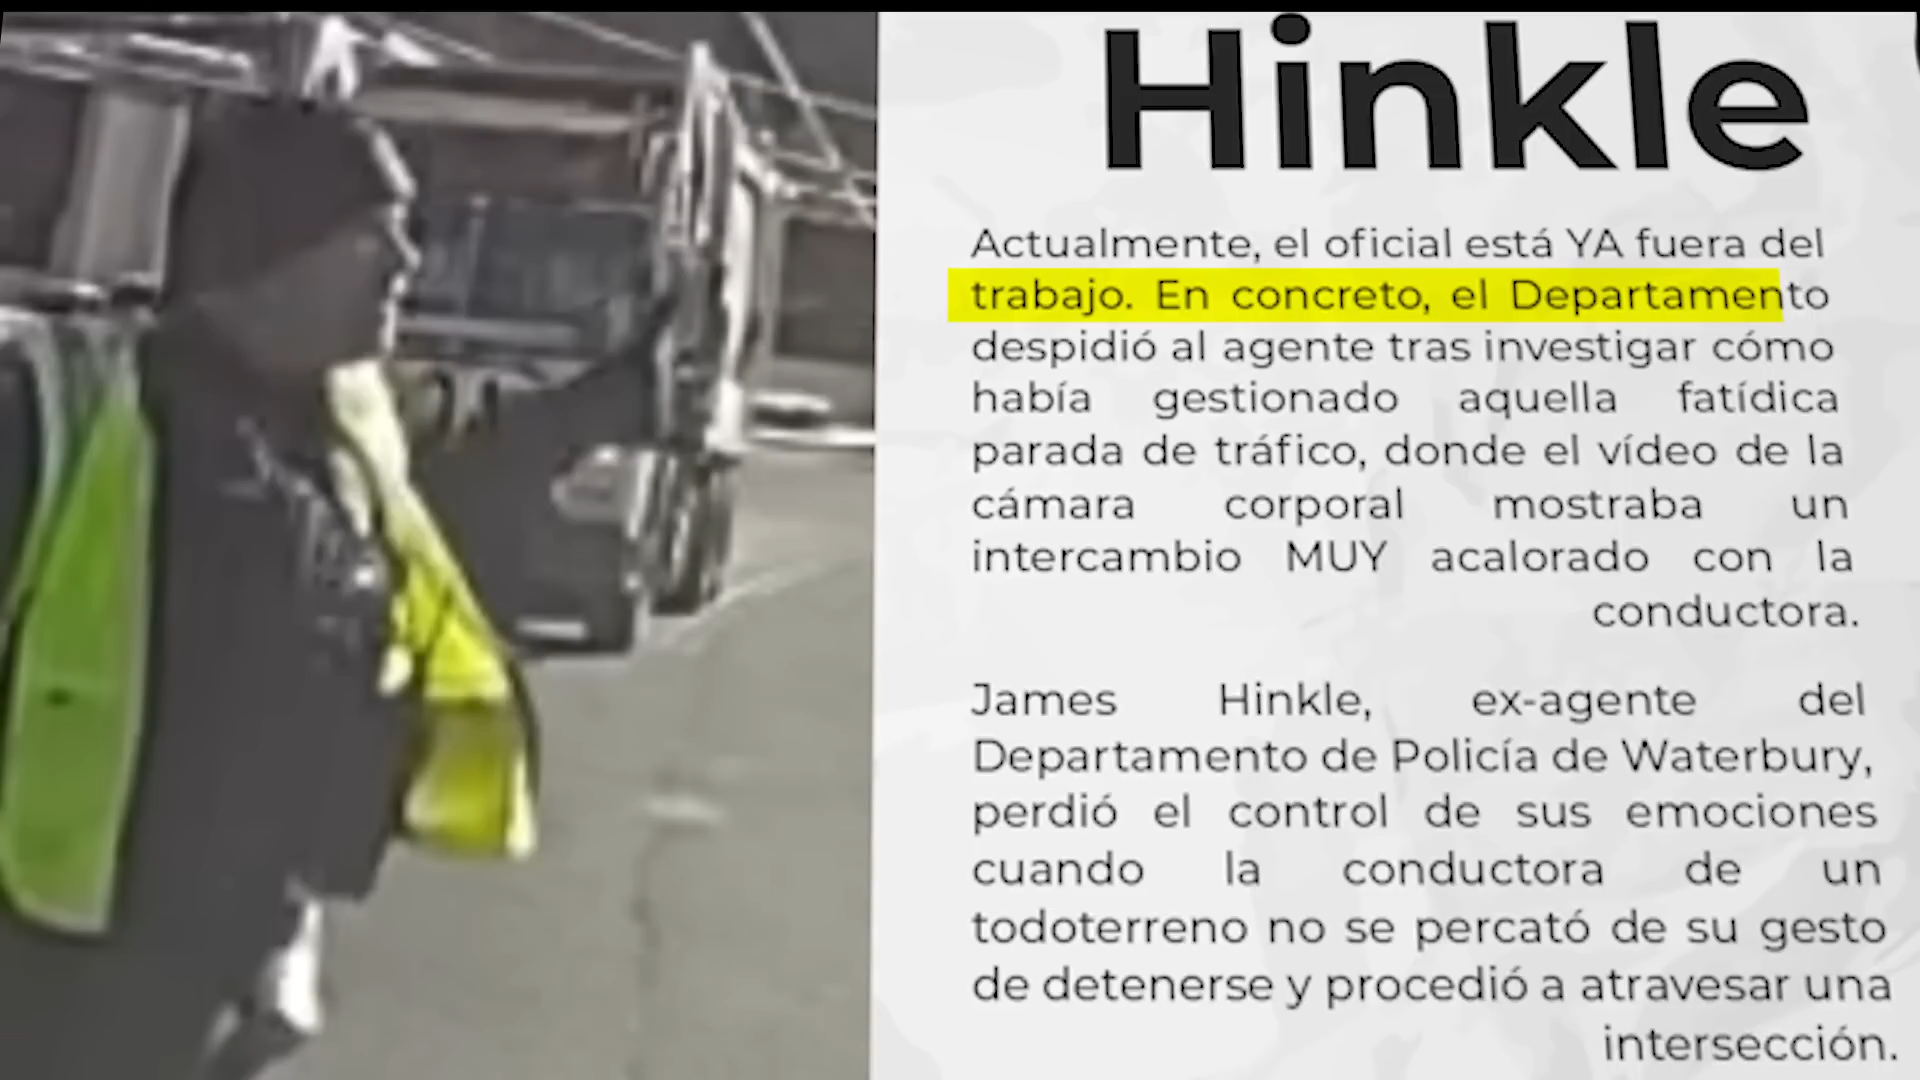 Hinkle
Actualmente, el oficial está YA fuera del
trabajo. En concreto, el Departamento
despidió al agente tras investigar cómo
había gestionado aquella fatídica
parada de tráfico, donde el vídeo de la
cámara corporal mostraba un
intercambio MUY acalorado con la
conductora.
James Hinkle, ex-agente del
Departamento de Policía de Waterbury,
perdió el control de sus emociones
cuando la conductora de un
todoterreno no se percató de su gesto
de detenerse y procedió a atravesar una
intersección.